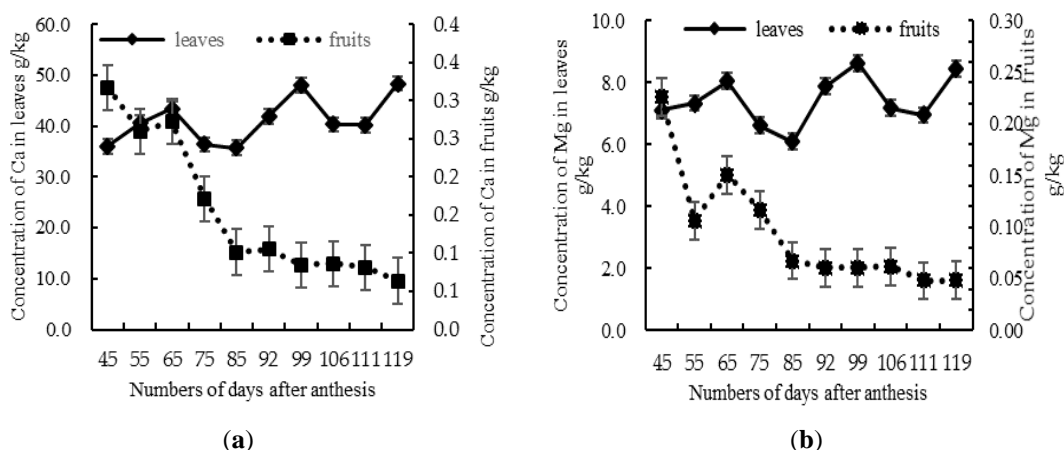 60.0
50.0
40.0
30.0
20.0
10.0
0.0
Concentration of Ca in leaves g/kg
leaves fruits
0.4
0.4
0.3
0.3
0.2
0.2
0.1
0.1
0.0
Concentration of Ca in fruits g/kg
45 55 65 75 85 92 99 106 111 119
Numbers of days after anthesis
(a)
10.0
8.0
6.0
4.0
2.0
0.0
Concentration of Mg in leaves
g/kg
leaves fruits
0.30
0.25
0.20
0.15
0.10
0.05
0.00
Concentration of Mg in fruits
g/kg
45 55 65 75 85 92 99 106 111 119
Numbers of days after anthesis
(b)